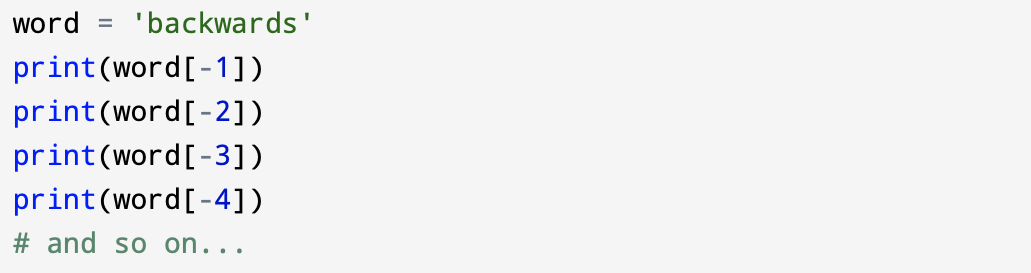 word = 'backwards'
print(word[-1])
print(word[-2])
print(word[-3])
print(word[-4])
# and so on...